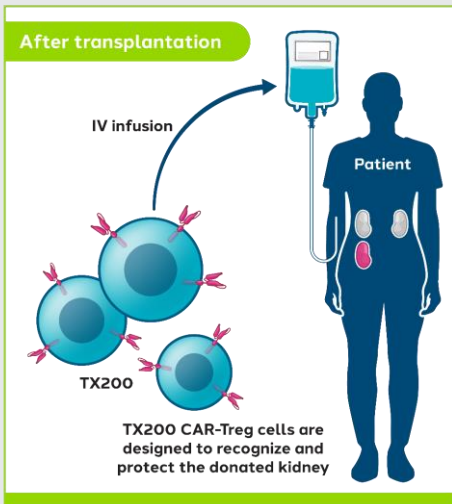 After transplantation
IV infusion
Patient
TX200
TX200 CAR-Treg cells are
designed to recognize and
protect the donated kidney